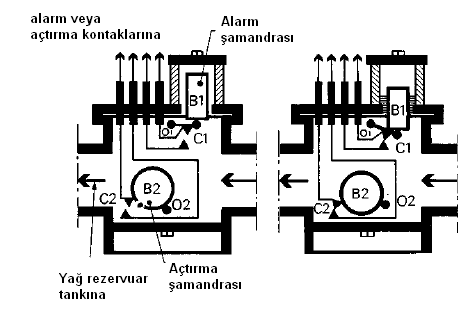 alarm veya
açtırma kontaklarına
Alarm
şamandrası
B1
O1
C1
B2
C2
O2
Yağ rezervuar
tankına
Açtırma
şamandrası
B1
O1
C1
B2
C2
O2